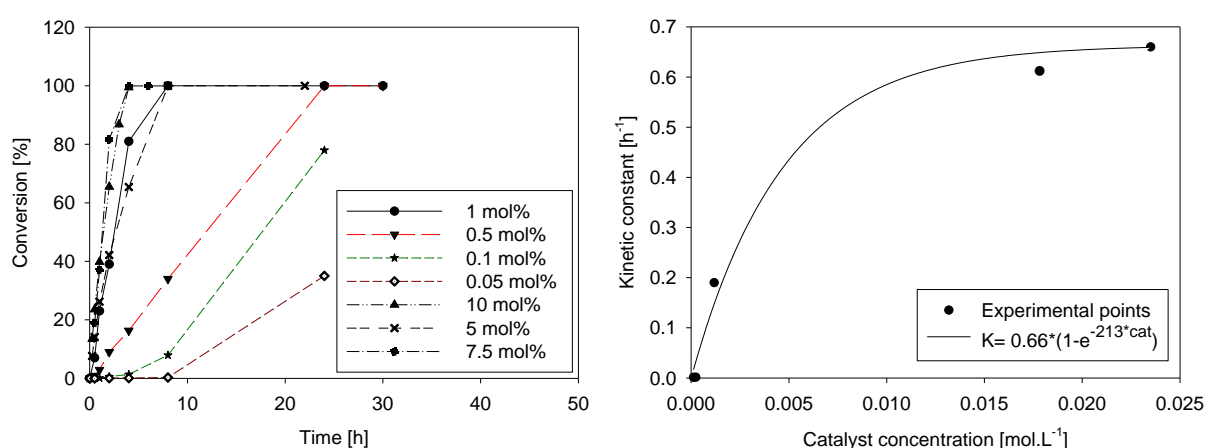 120
100
80
60
40
20
0
Conversion [%]
1 mol%
0.5 mol%
0.1 mol%
0.05 mol%
10 mol%
5 mol%
7.5 mol%
0 10 20 30 40 50
Time [h]
0.7
0.6
0.5
0.4
0.3
0.2
0.1
0.0
Kinetic constant [h⁻¹]
Experimental points
K= 0.66*(1-e⁻²¹³*ᶜᵃᵗ)
0.000 0.005 0.010 0.015 0.020 0.025
Catalyst concentration [mol.L⁻¹]